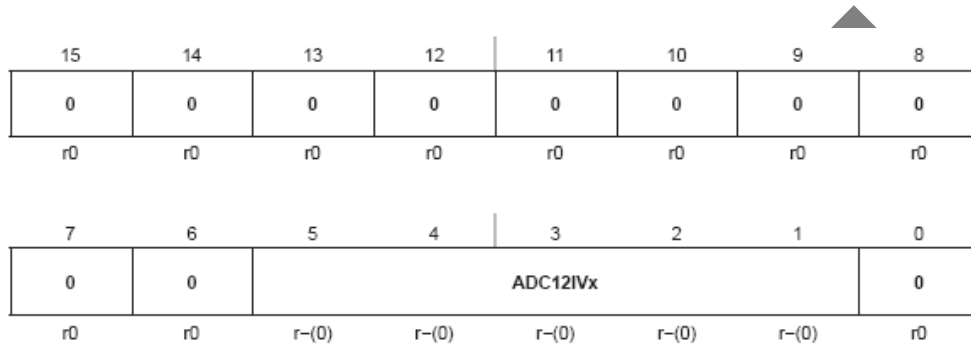 15 14 13 12 11 10 9 8
0 0 0 0 0 0 0 0
r0 r0 r0 r0 r0 r0 r0 r0
7 6 5 4 3 2 1 0
0 0 ADC12IVx 0
r0 r0 r–(0) r–(0) r–(0) r–(0) r–(0) r0